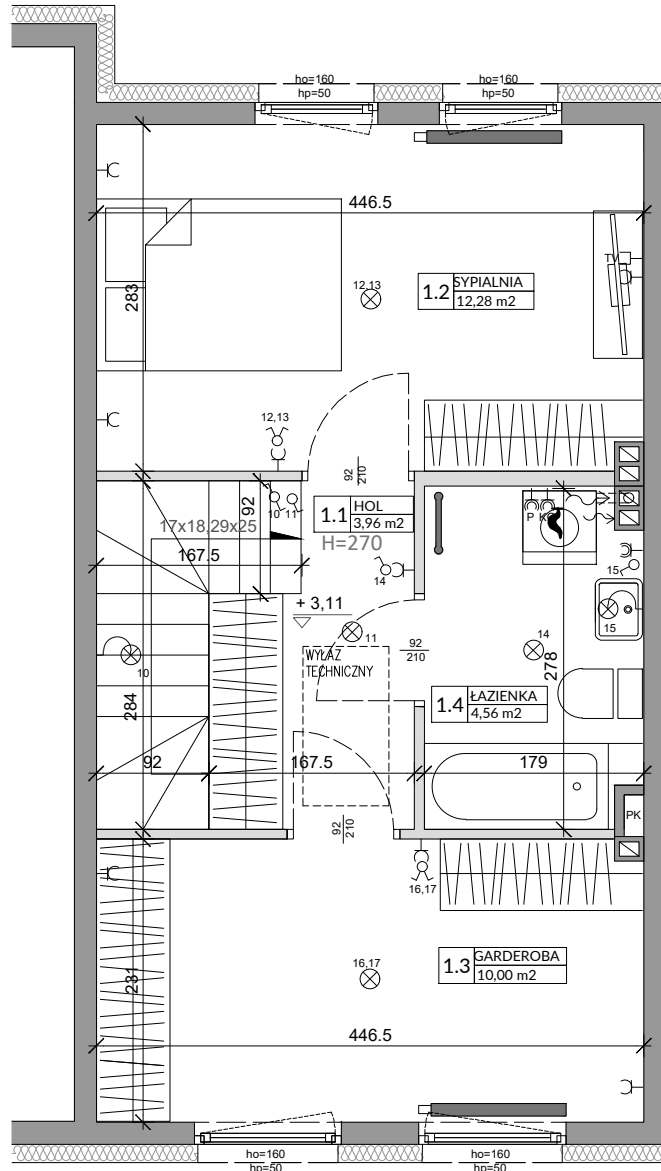 ho=160
hp=50
ho=160
hp=50
446.5
283
TV
12,13
1.2
SYPIALNIA
12,28 m2
12,13
92
210
92
10
11
1.1
HOL
3,96 m2
17x18,29x25
H=270
P
167.5
14
15
+ 3,11
11
15
14
92
210
WYŁAZ
TECHNICZNY
10
278
284
1.4
ŁAZIENKA
4,56 m2
92
167.5
179
92
210
PK
16,17
16,17
1.3
GARDEROBA
10,00 m2
231
446.5
ho=160
hp=50
ho=160
hp=50